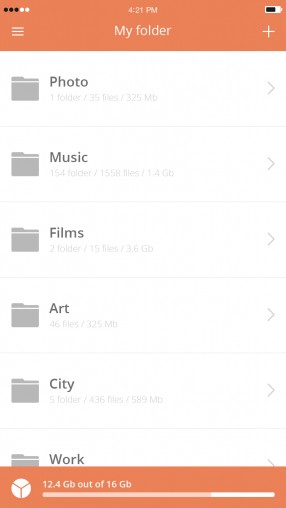 4:21 PM
My folder
Photo
1 folder / 35 files / 325 Mb
Music
154 folder / 1558 files / 1.4 Gb
Films
2 folder / 15 files / 3.6 Gb
Art
46 files / 325 Mb
City
5 folder / 436 files / 589 Mb
Work
12.4 Gb out of 16 Gb